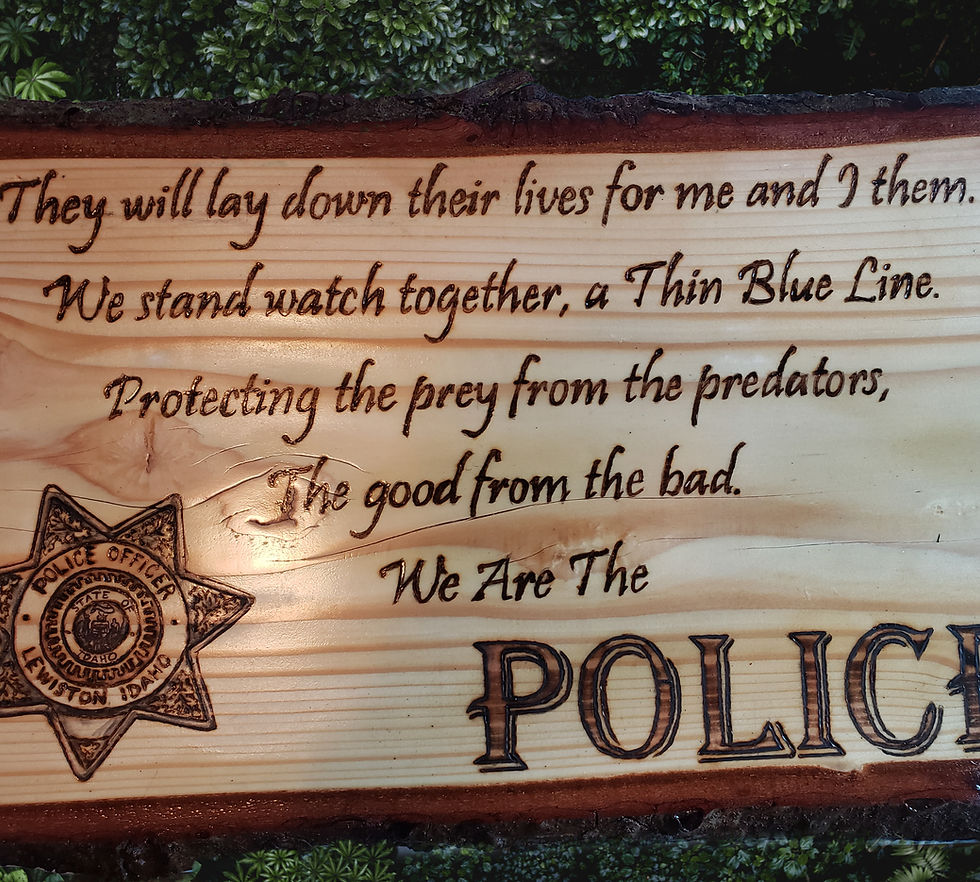 They will lay down their lives for me and I them.
We stand watch together, a Thin Blue Line.
Protecting the prey from the predators,
The good from the bad.
We Are The
POLICE
POLICE OFFICER
STATE OF
IDAHO
LEWISTON IDAHO